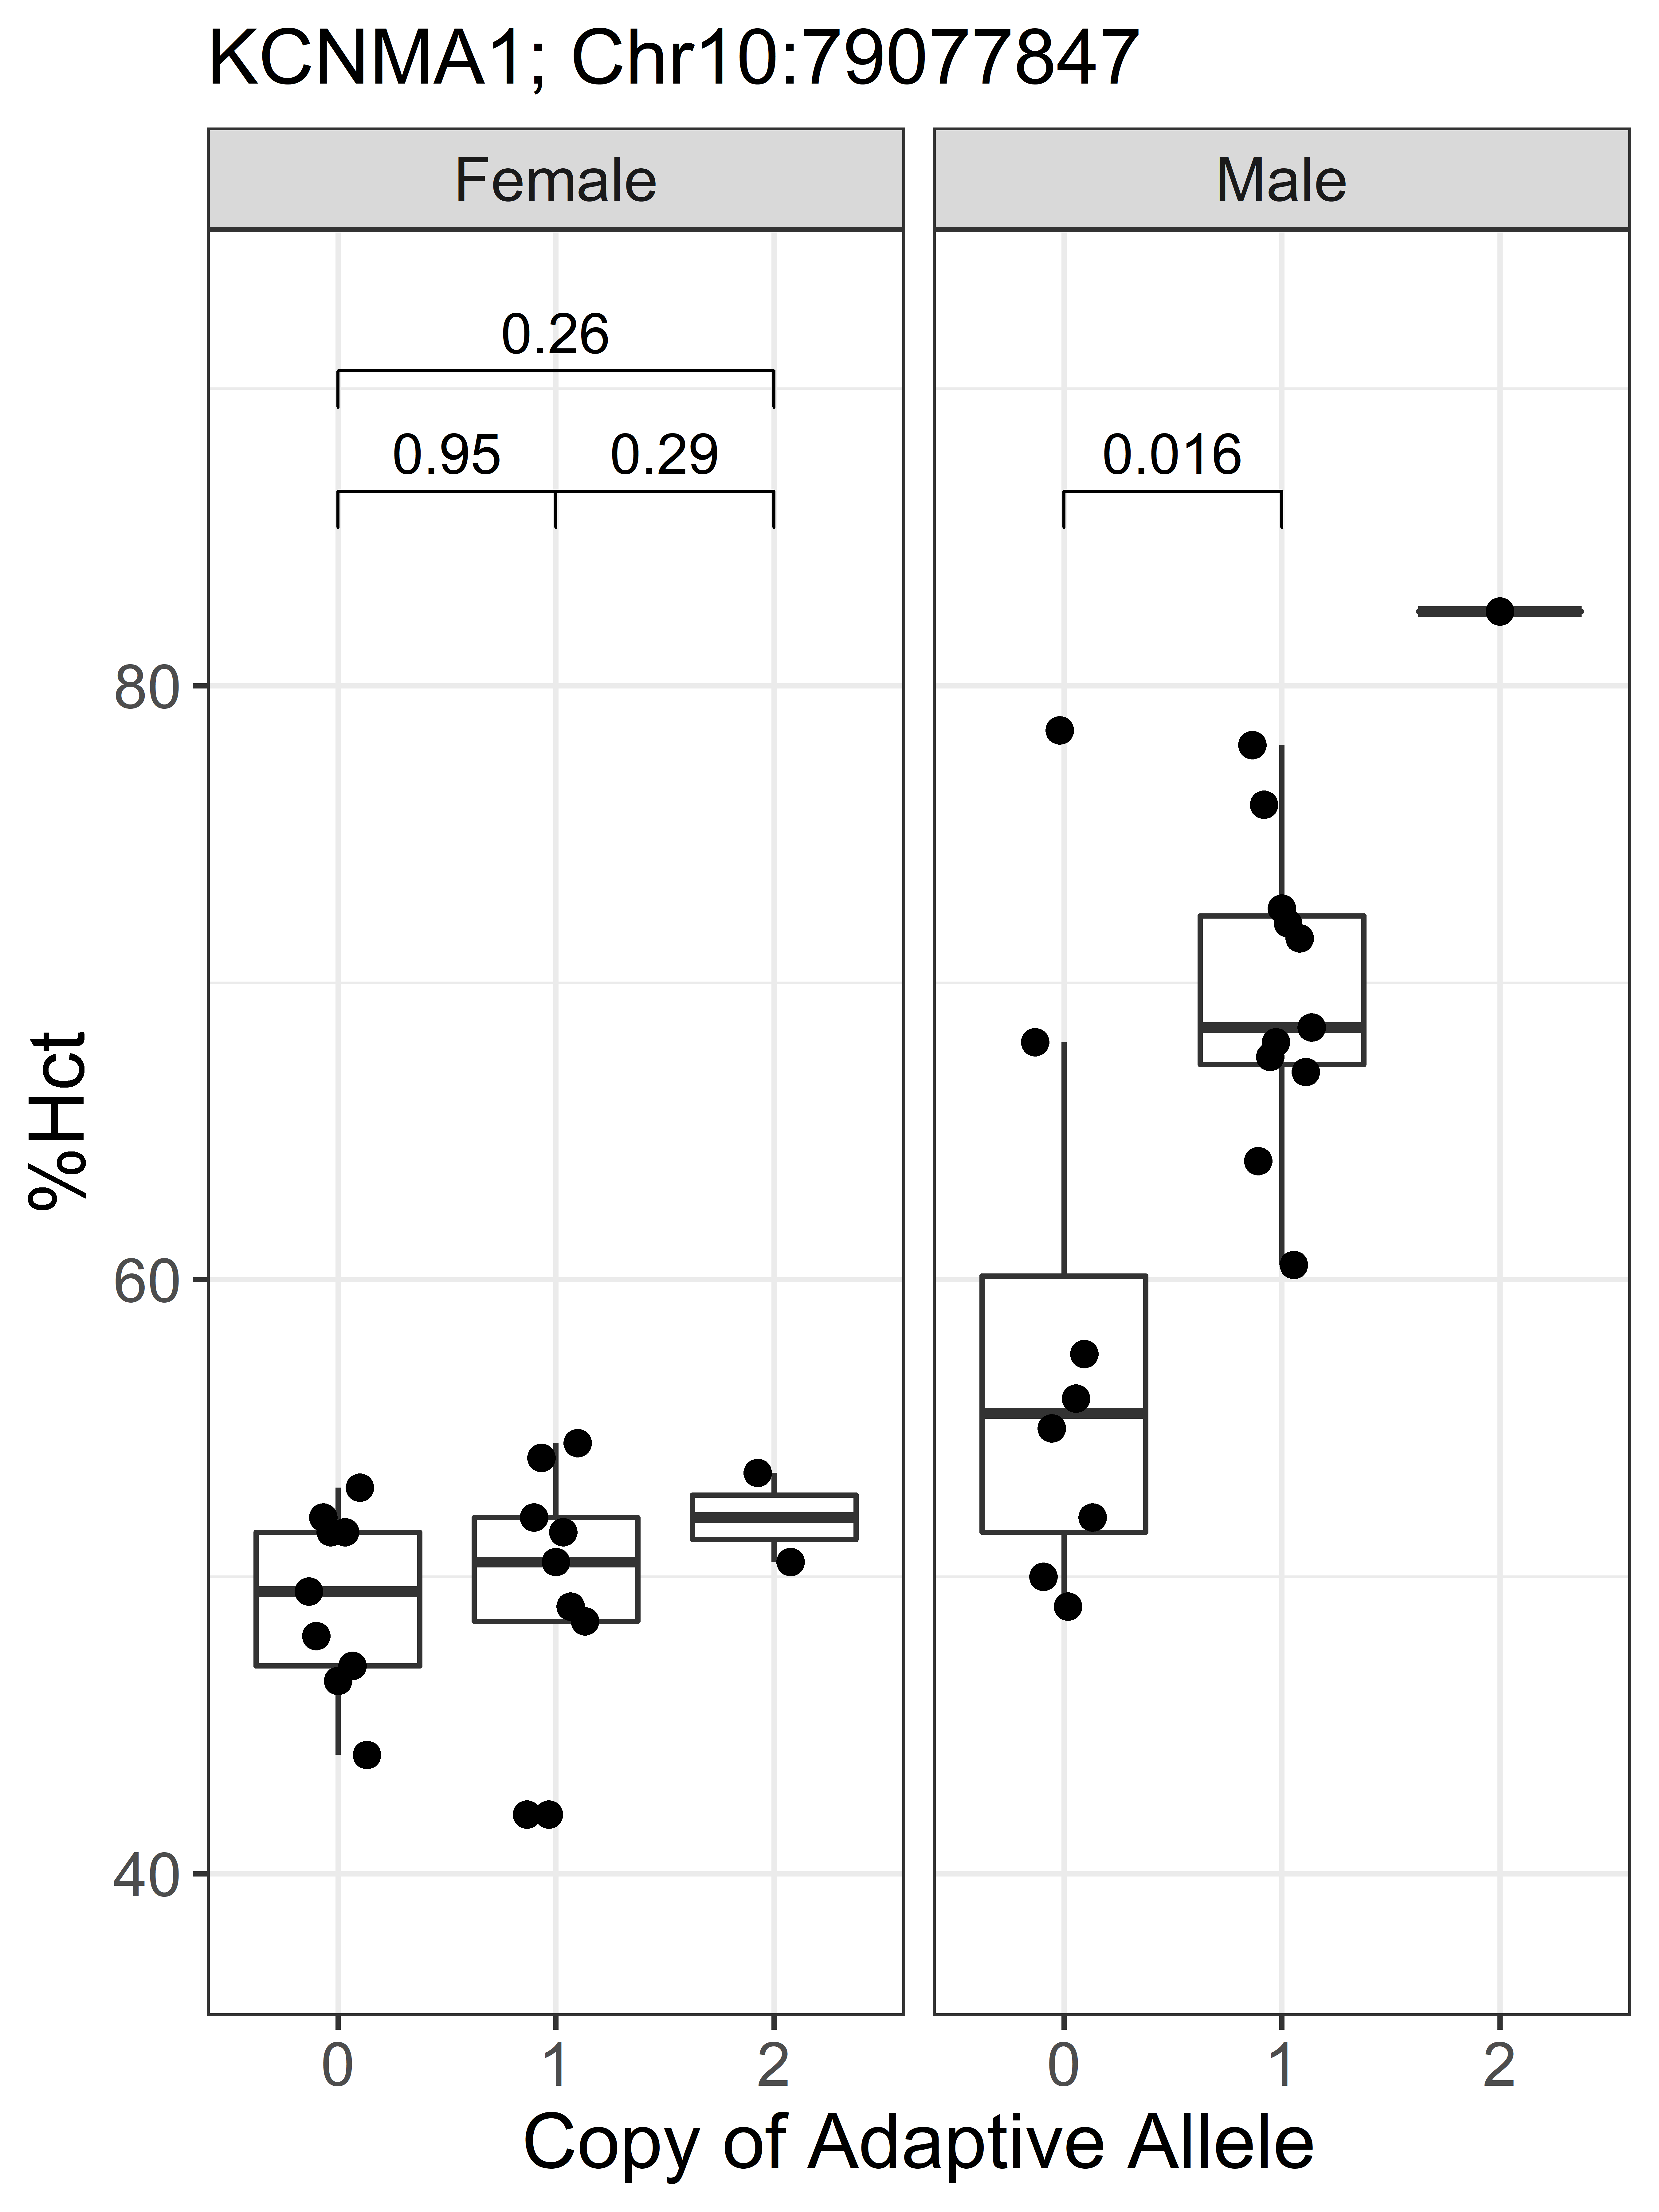 KCNMA1; Chr10:79077847
Female Male
0.26
0.95 0.29 0.016
80
60
40
%Hct
0 1 2 0 1 2
Copy of Adaptive Allele